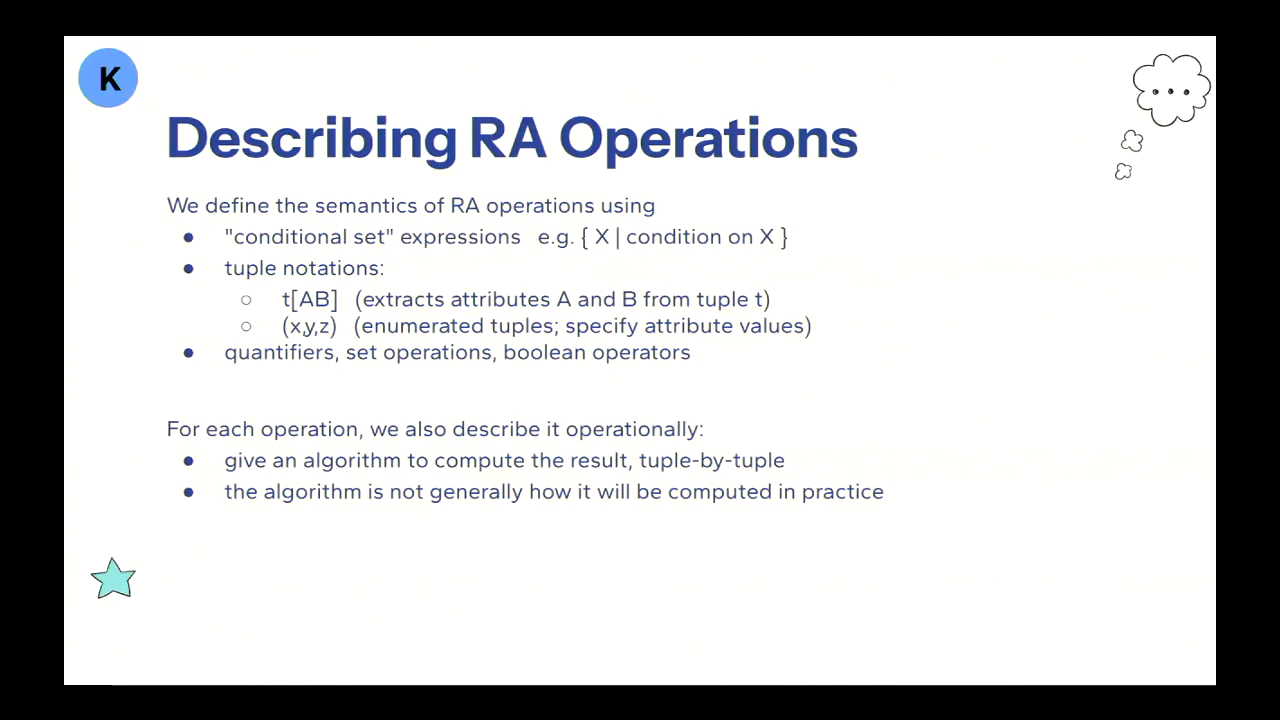 K
Describing RA Operations
We define the semantics of RA operations using
● "conditional set" expressions e.g. { X | condition on X }
● tuple notations:
○ t[AB] (extracts attributes A and B from tuple t)
○ (x,y,z) (enumerated tuples; specify attribute values)
● quantifiers, set operations, boolean operators
For each operation, we also describe it operationally:
● give an algorithm to compute the result, tuple-by-tuple
● the algorithm is not generally how it will be computed in practice